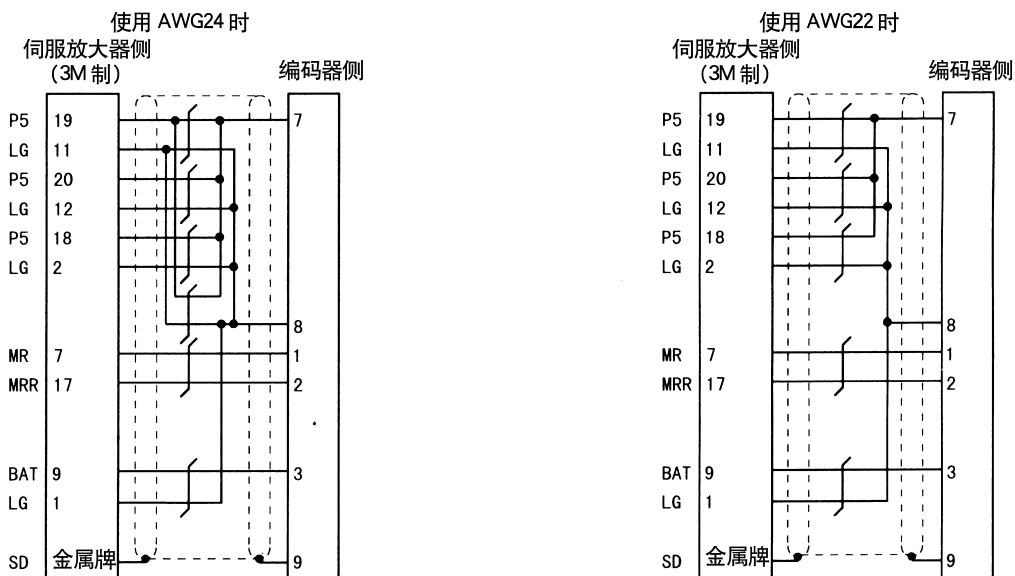 使用 AWG24 时
伺服放大器侧
(3M 制)
编码器侧
P5 19 7
LG 11
P5 20
LG 12
P5 18
LG 2
8
MR 7 1
MRR 17 2
BAT 9 3
LG 1
SD 金属牌 9
使用 AWG22 时
伺服放大器侧
(3M 制)
编码器侧
P5 19 7
LG 11
P5 20
LG 12
P5 18
LG 2
8
MR 7 1
MRR 17 2
BAT 9 3
LG 1
SD 金属牌 9